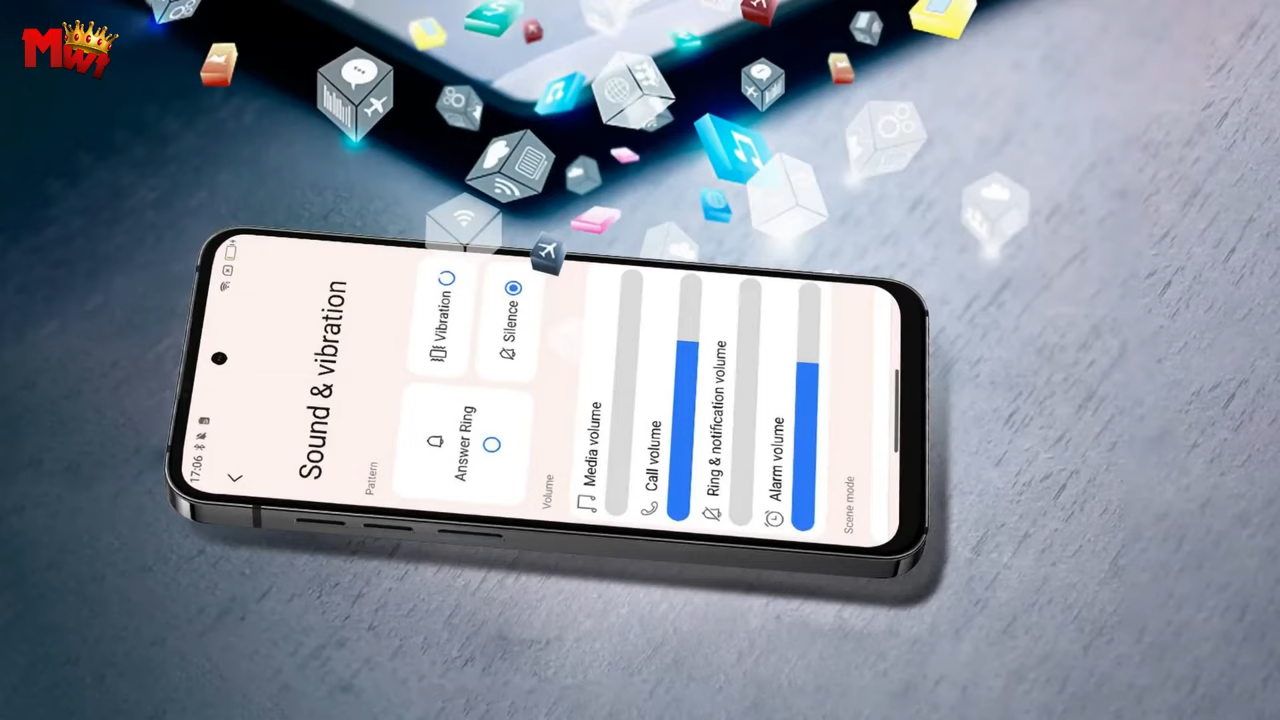 MW1
17:06
Sound & vibration
Pattern
Answer Ring
Vibration
Silence
Volume
Media volume
Call volume
Ring & notification volume
Alarm volume
Scene mode